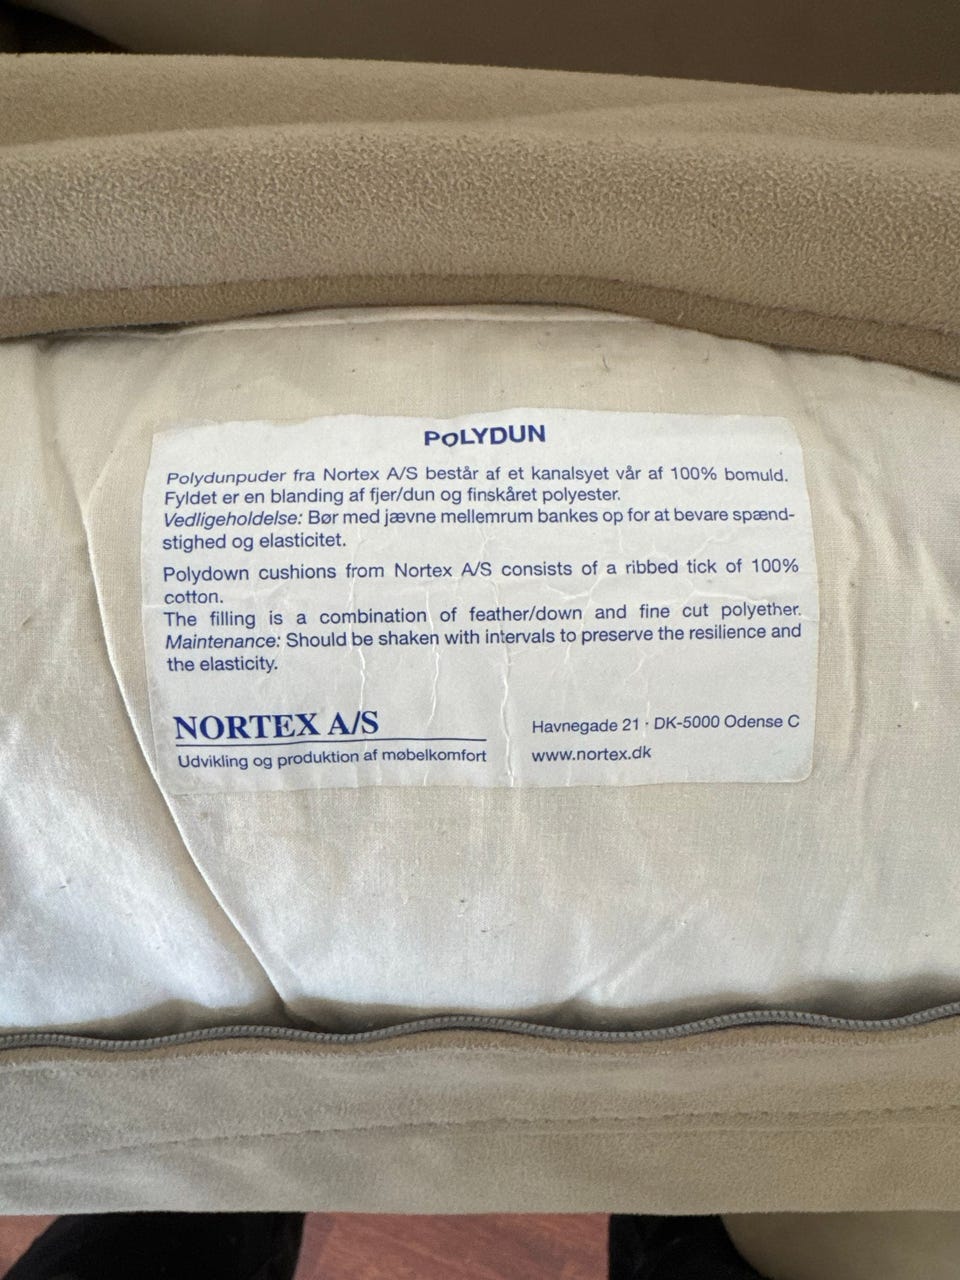 POLYDUN
Polydunpuder fra Nortex A/S består af et kanalsyet vår af 100% bomuld.
Fyldet er en blanding af fjer/dun og finskåret polyester.
Vedligeholdelse: Bør med jævne mellemrum bankes op for at bevare spænd-
stighed og elasticitet.
Polydown cushions from Nortex A/S consists of a ribbed tick of 100%
cotton.
The filling is a combination of feather/down and fine cut polyether.
Maintenance: Should be shaken with intervals to preserve the resilience and
the elasticity.
NORTEX A/S
Udvikling og produktion af møbelkomfort
Havnegade 21 · DK-5000 Odense C
www.nortex.dk